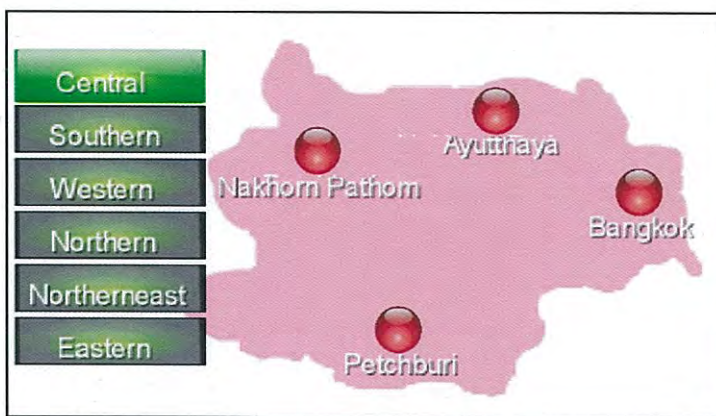 Central
Southern
Western
Northern
Northerneast
Eastern
Ayutthaya
Nakhorn Pathom
Bangkok
Petchburi